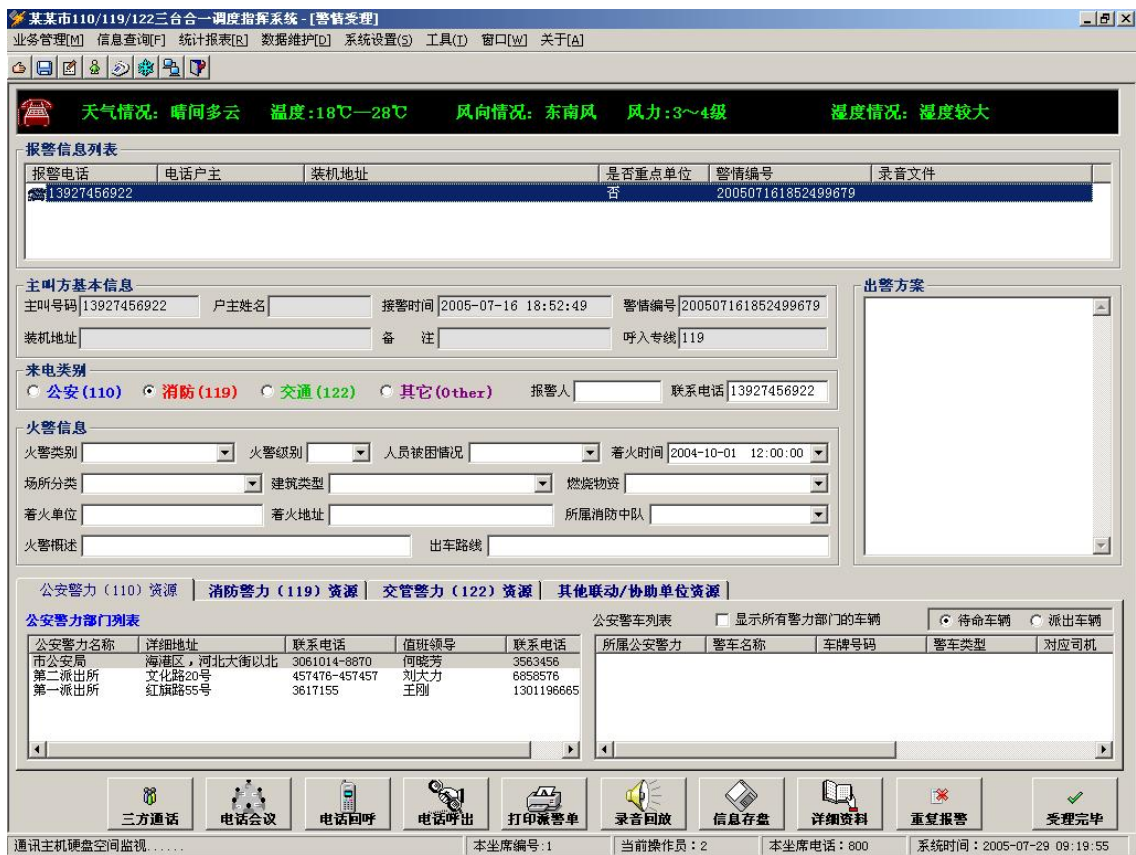 某某市110/119/122三台合一调度指挥系统 - [警情受理]
业务管理[M] 信息查询[F] 统计报表[R] 数据维护[D] 系统设置(S) 工具(T) 窗口[W] 关于[A]
天气情况：晴间多云 温度:18℃—28℃ 风向情况：东南风 风力:3～4级 湿度情况：湿度较大
报警信息列表
报警电话 电话户主 装机地址 是否重点单位 警情编号 录音文件
13927456922 否 200507161852499679
主叫方基本信息 出警方案
主叫号码 13927456922 户主姓名 接警时间 2005-07-16 18:52:49 警情编号 200507161852499679
装机地址 备 注 呼入专线 119
来电类别
公安(110) 消防(119) 交通(122) 其它(Other) 报警人 联系电话 13927456922
火警信息
火警类别 火警级别 人员被困情况 着火时间 2004-10-01 12:00:00
场所分类 建筑类型 燃烧物资
着火单位 着火地址 所属消防中队
火警概述 出车路线
公安警力（110）资源 消防警力（119）资源 交管警力（122）资源 其他联动/协助单位资源
公安警力部门列表 公安警车列表 显示所有警力部门的车辆 待命车辆 派出车辆
公安警力名称 详细地址 联系电话 值班领导 联系电话 所属公安警力 警车名称 车牌号码 警车类型 对应司机
市公安局 海港区，河北大街以北 3061014-8870 何晓芳 3563456
第二派出所 文化路20号 457476-457457 刘大力 6858576
第一派出所 红旗路55号 3617155 王刚 1301196665
三方通话 电话会议 电话回呼 电话呼出 打印派警单 录音回放 信息存盘 详细资料 重复报警 受理完毕
通讯主机硬盘空间监视...... 本坐席编号:1 当前操作员：2 本坐席电话：800 系统时间：2005-07-29 09:19:55